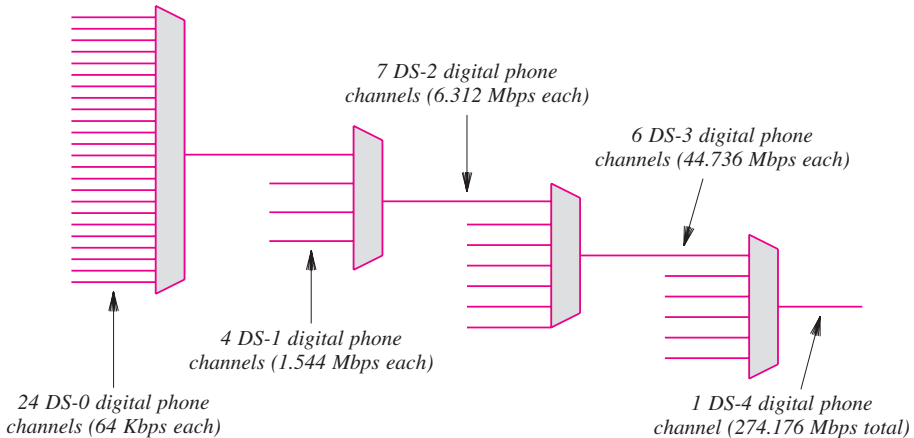 7 DS-2 digital phone
channels (6.312 Mbps each)
6 DS-3 digital phone
channels (44.736 Mbps each)
4 DS-1 digital phone
channels (1.544 Mbps each)
24 DS-0 digital phone
channels (64 Kbps each)
1 DS-4 digital phone
channel (274.176 Mbps total)